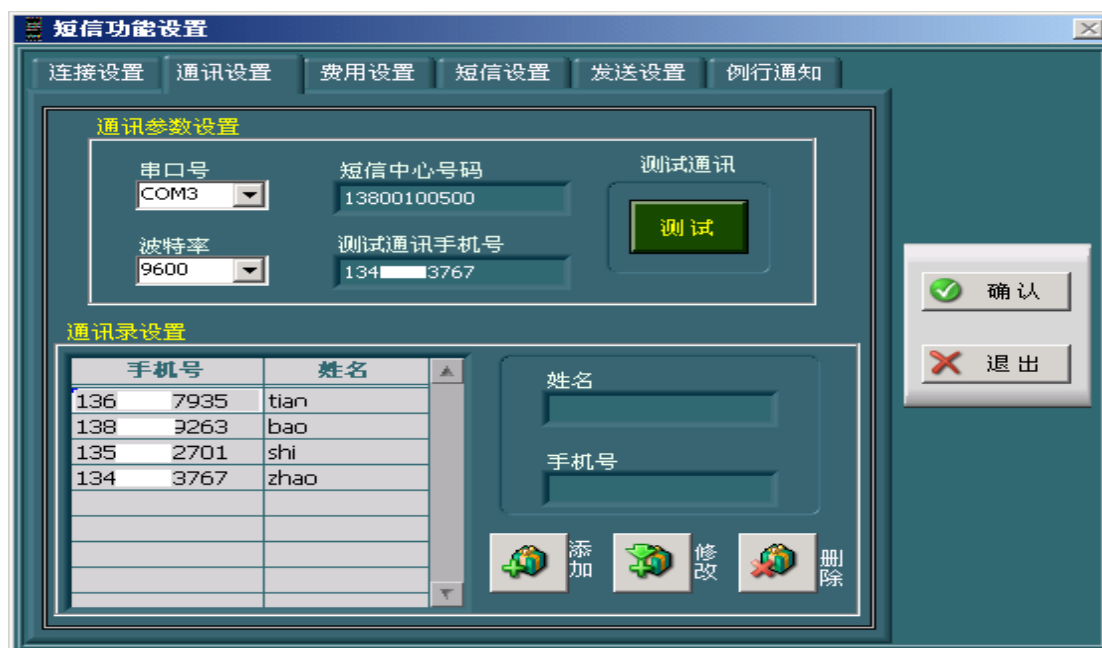 短信功能设置
连接设置 通讯设置 费用设置 短信设置 发送设置 例行通知
通讯参数设置
串口号 短信中心号码 测试通讯
COM3 13800100500
测试
波特率 测试通讯手机号
9600 134 3767
确认
通讯录设置
退出
手机号 姓名
136 7935 tian
138 9263 bao
135 2701 shi
134 3767 zhao
姓名
手机号
添加 修改 删除